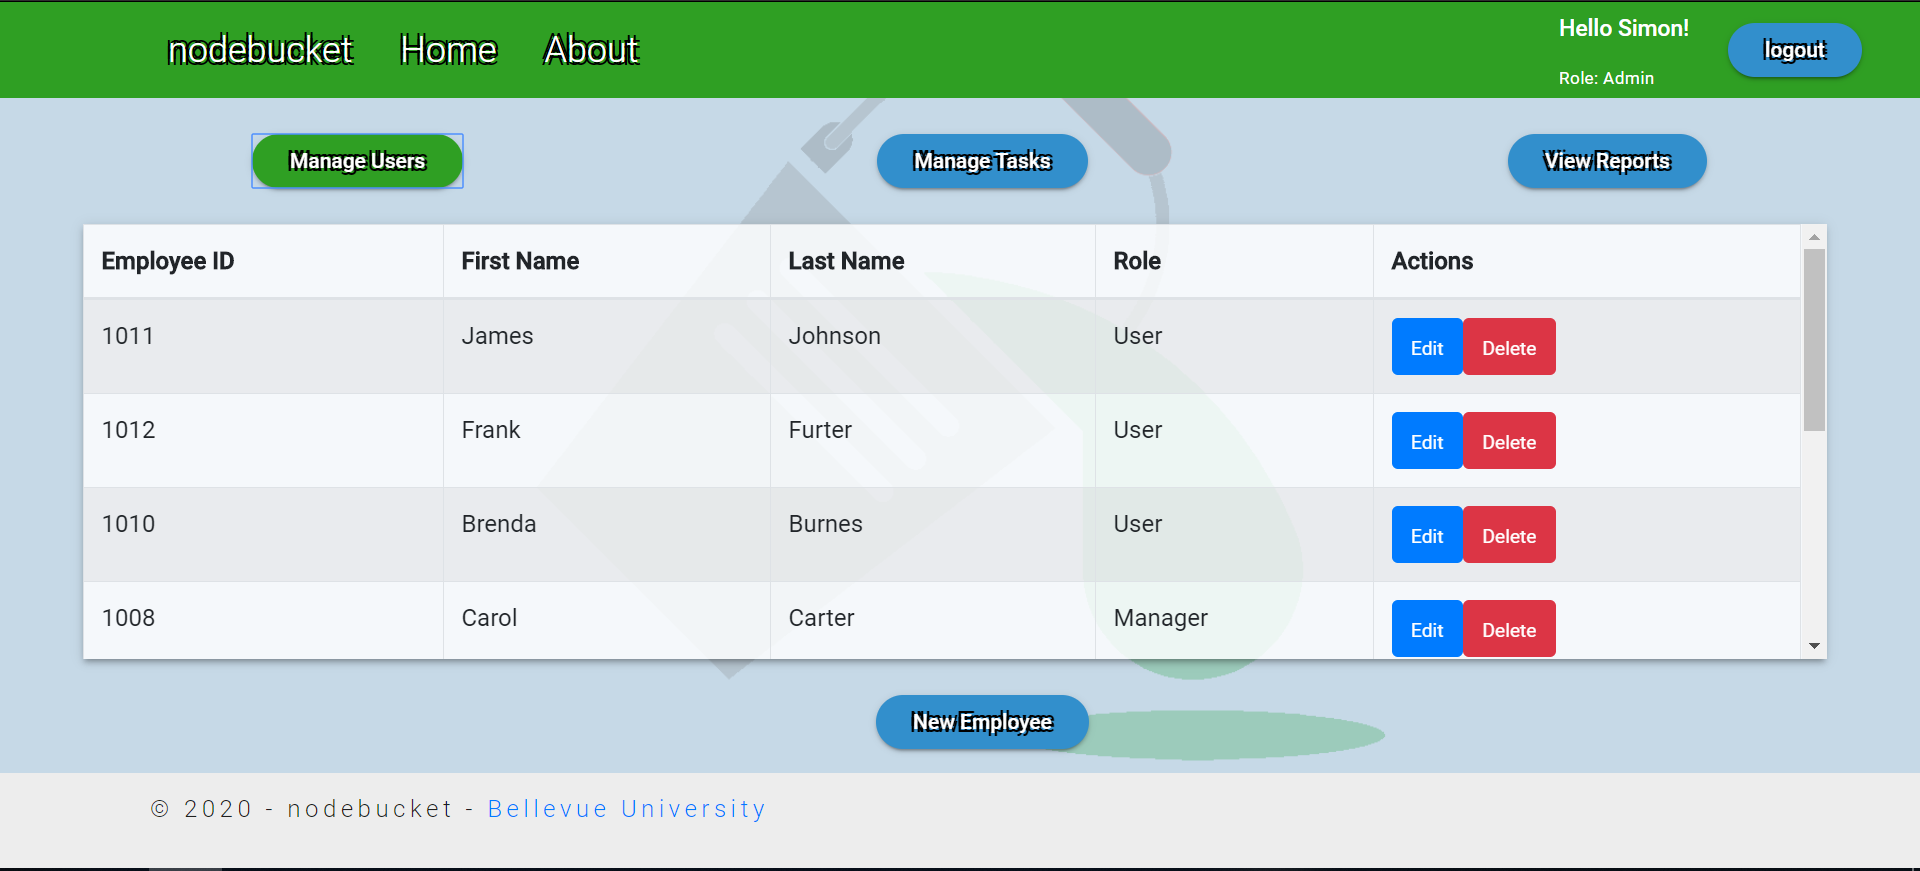 nodebucket Home About Hello Simon! logout
Role: Admin
Manage Users Manage Tasks View Reports
Employee ID First Name Last Name Role Actions
1011 James Johnson User Edit Delete
1012 Frank Furter User Edit Delete
1010 Brenda Burnes User Edit Delete
1008 Carol Carter Manager Edit Delete
New Employee
© 2020 - nodebucket - Bellevue University